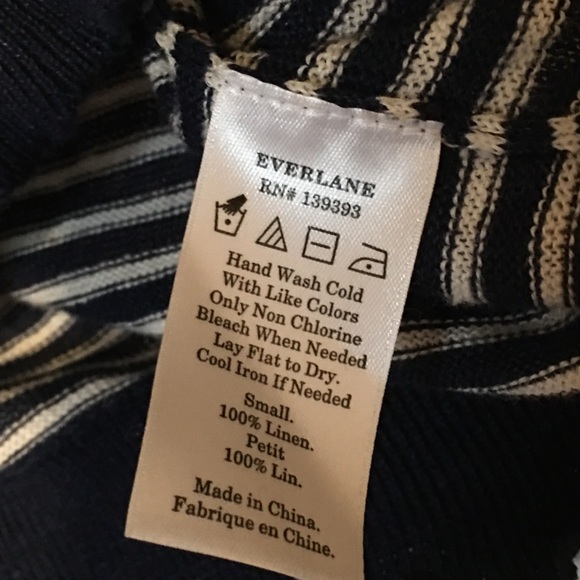 EVERLANE
RN# 139393
Hand Wash Cold
With Like Colors
Only Non Chlorine
Bleach When Needed
Lay Flat to Dry.
Cool Iron If Needed
Small.
100% Linen.
Petit
100% Lin.
Made in China.
Fabrique en Chine.